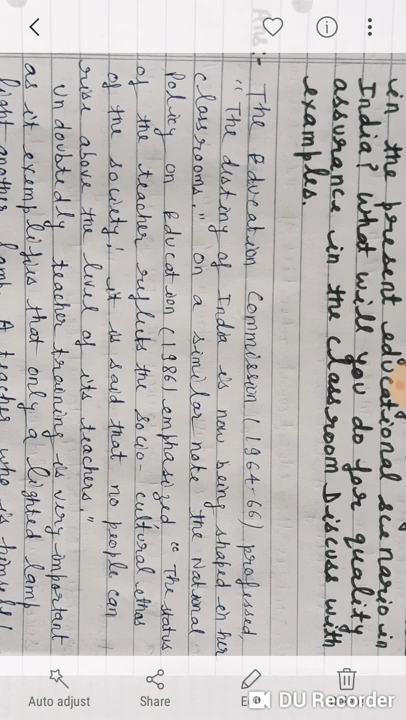 in the present educational scenario in
India? What will you do for quality
assurance in the classroom Discuss with
examples.
Ans:-
The Education Commission (1964-66) professed,
"The destiny of India is now being shaped in her
classrooms." On a similar note the National
Policy on Education (1986) emphasized "The status
of the teacher reflects the socio-cultural ethos
of the society; it is said that no people can
rise above the level of its teachers."
Undoubtedly teacher training is very important
as it exemplifies that only a lighted lamp
light another lamp. A teacher who is himself
Auto adjust
Share
DU Recorder